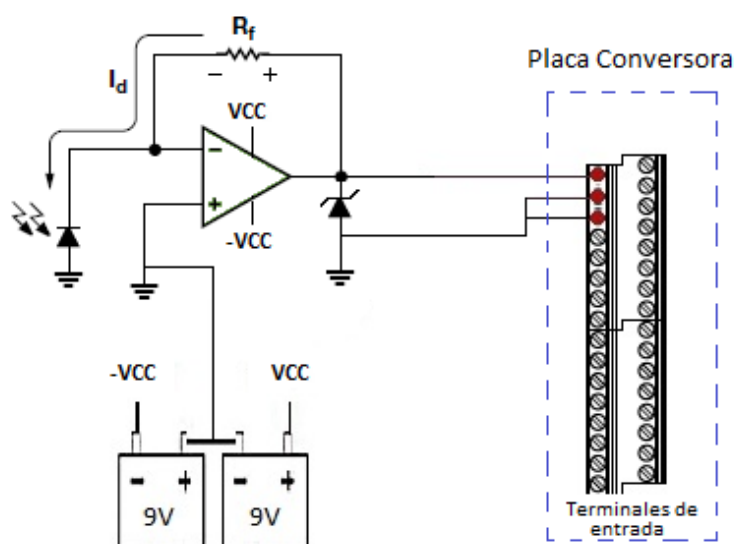 Rf
− +
Id
VCC
−
+
-VCC
Placa Conversora
-VCC VCC
- + - +
9V 9V
Terminales de
entrada